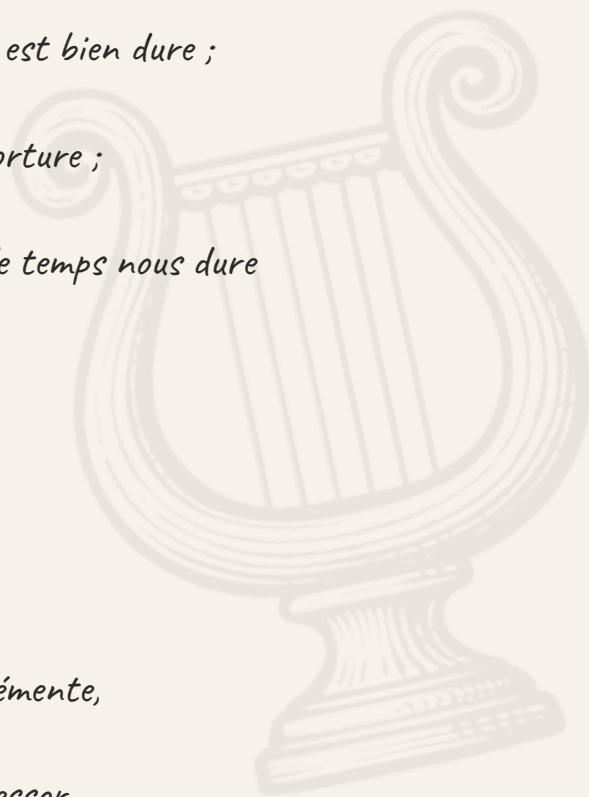 est bien dure ;
orture ;
e temps nous dure
émente,